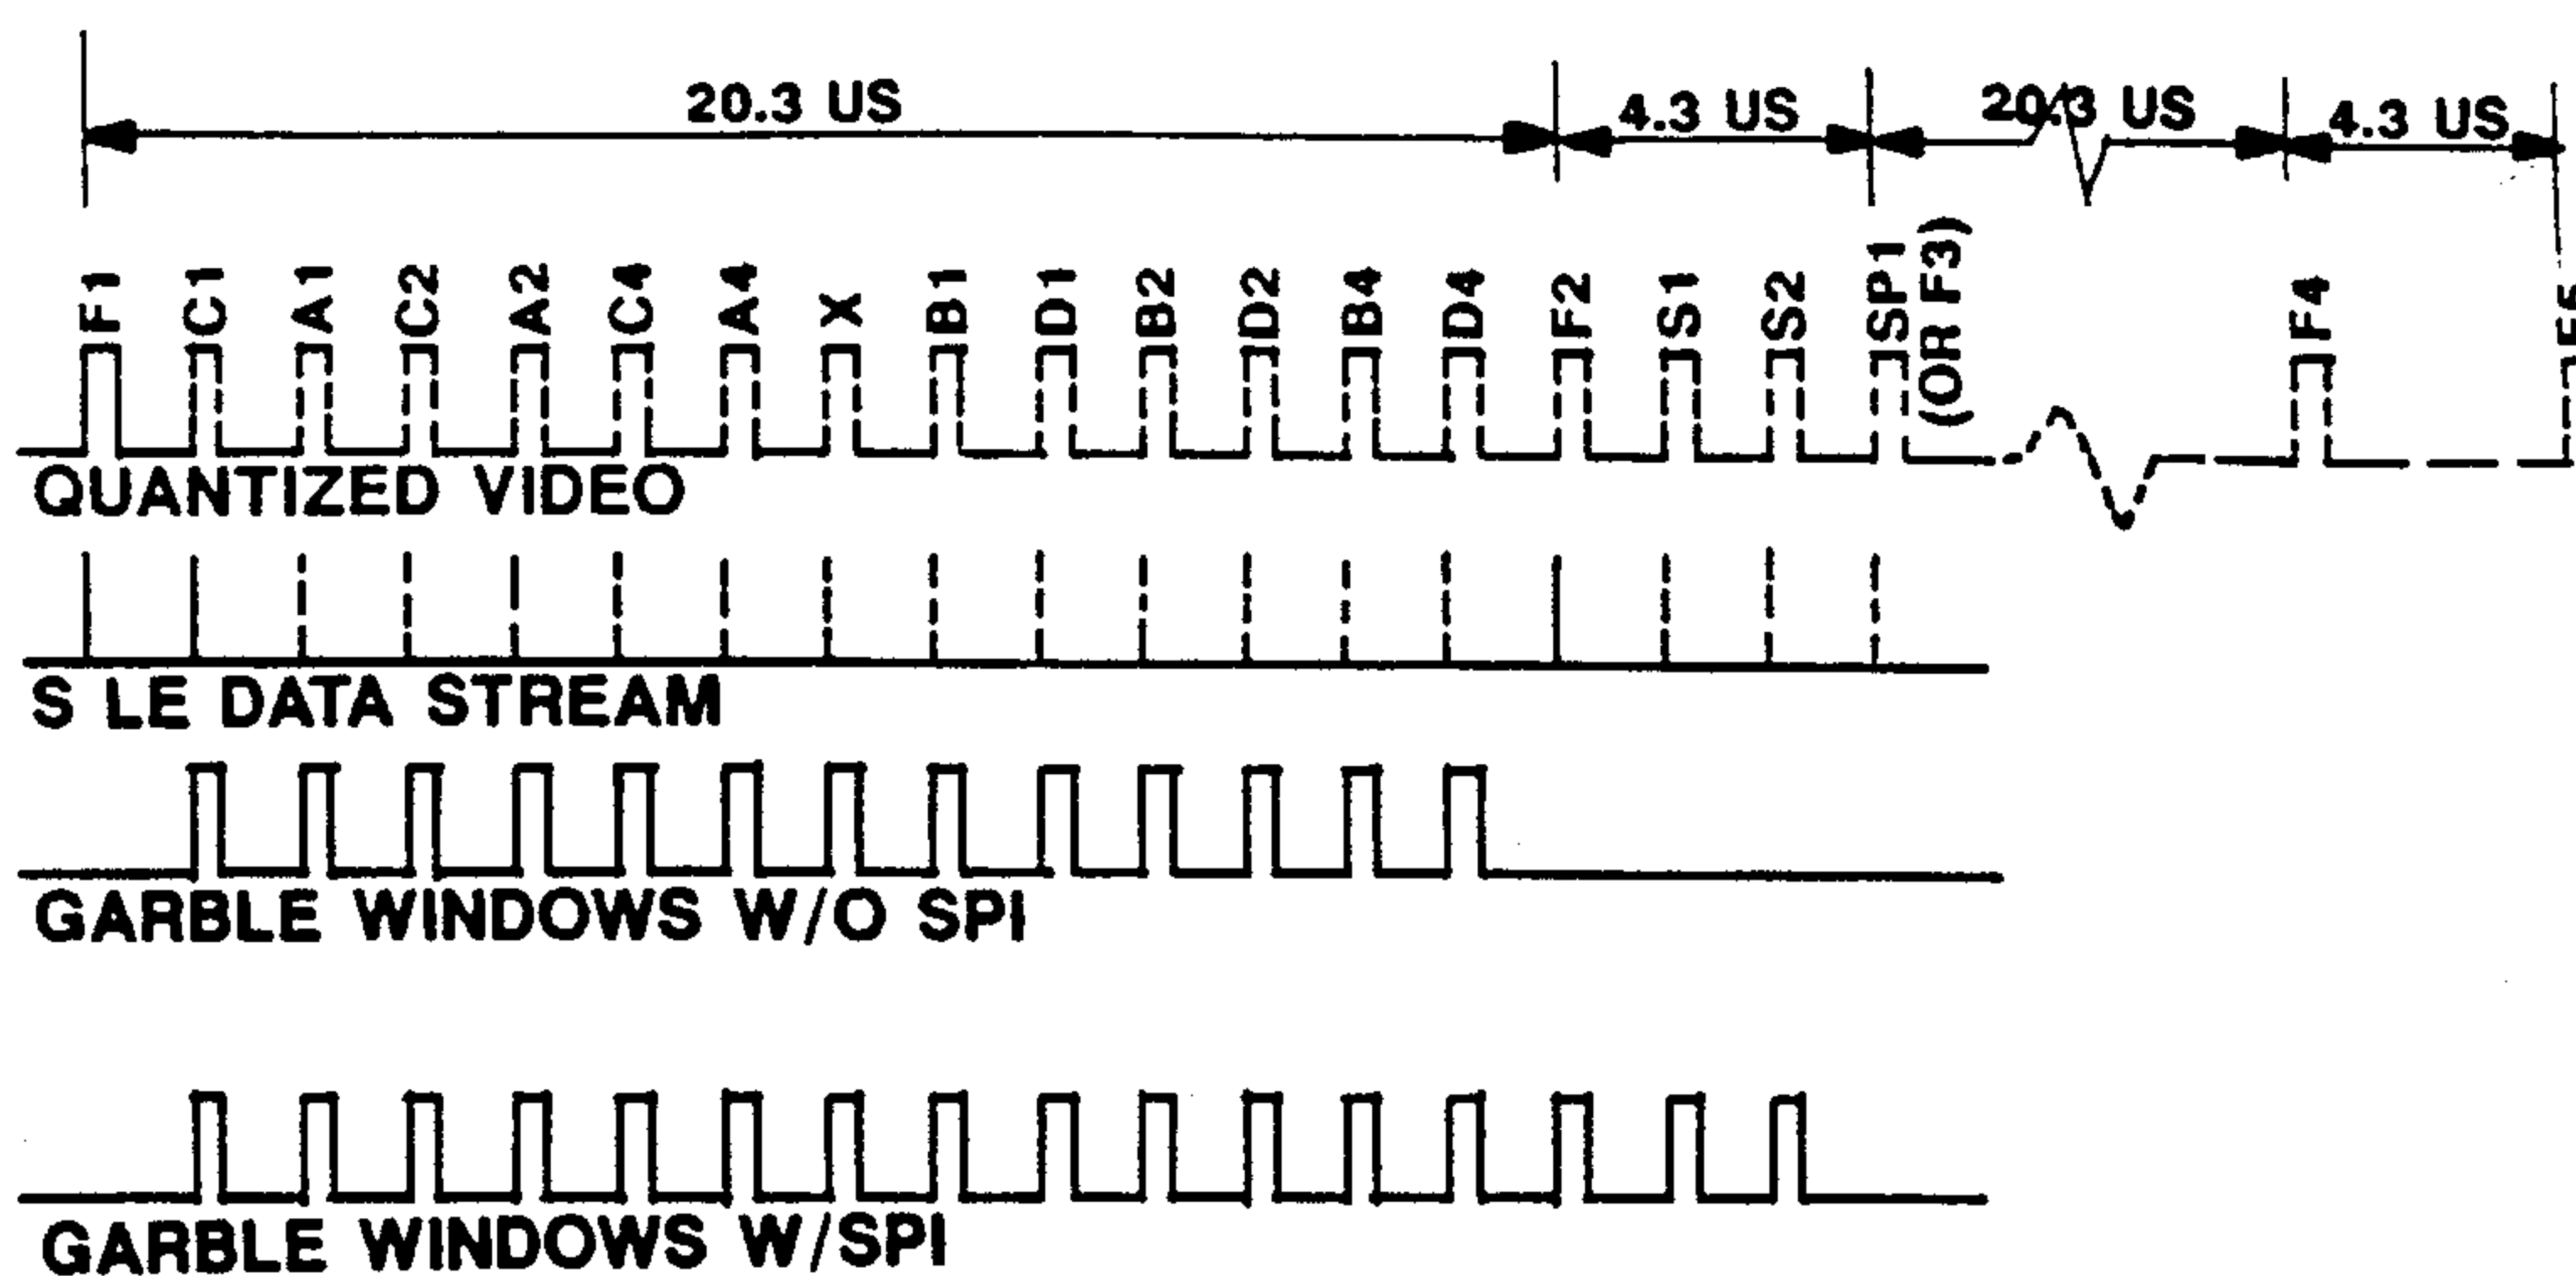 20.3 US 4.3 US 20.3 US 4.3 US
F1 C1 A1 C2 A2 C4 A4 X B1 D1 B2 D2 B4 D4 F2 S1 S2 SP1 (OR F3) F4
QUANTIZED VIDEO
S LE DATA STREAM
GARBLE WINDOWS W/O SPI
GARBLE WINDOWS W/SPI